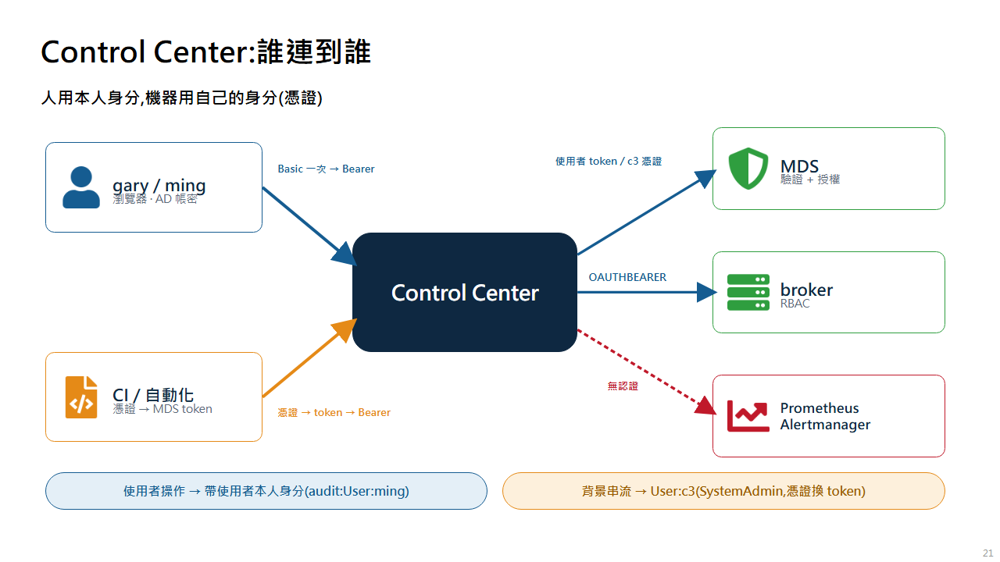 Control Center:誰連到誰
人用本人身分,機器用自己的身分(憑證)
gary / ming
瀏覽器 · AD 帳密
Basic 一次 → Bearer
使用者 token / c3 憑證
MDS
驗證 + 授權
Control Center
OAUTHBEARER
broker
RBAC
CI / 自動化
憑證 → MDS token
憑證 → token → Bearer
無認證
Prometheus
Alertmanager
使用者操作 → 帶使用者本人身分(audit:User:ming)
背景串流 → User:c3(SystemAdmin,憑證換 token)
21